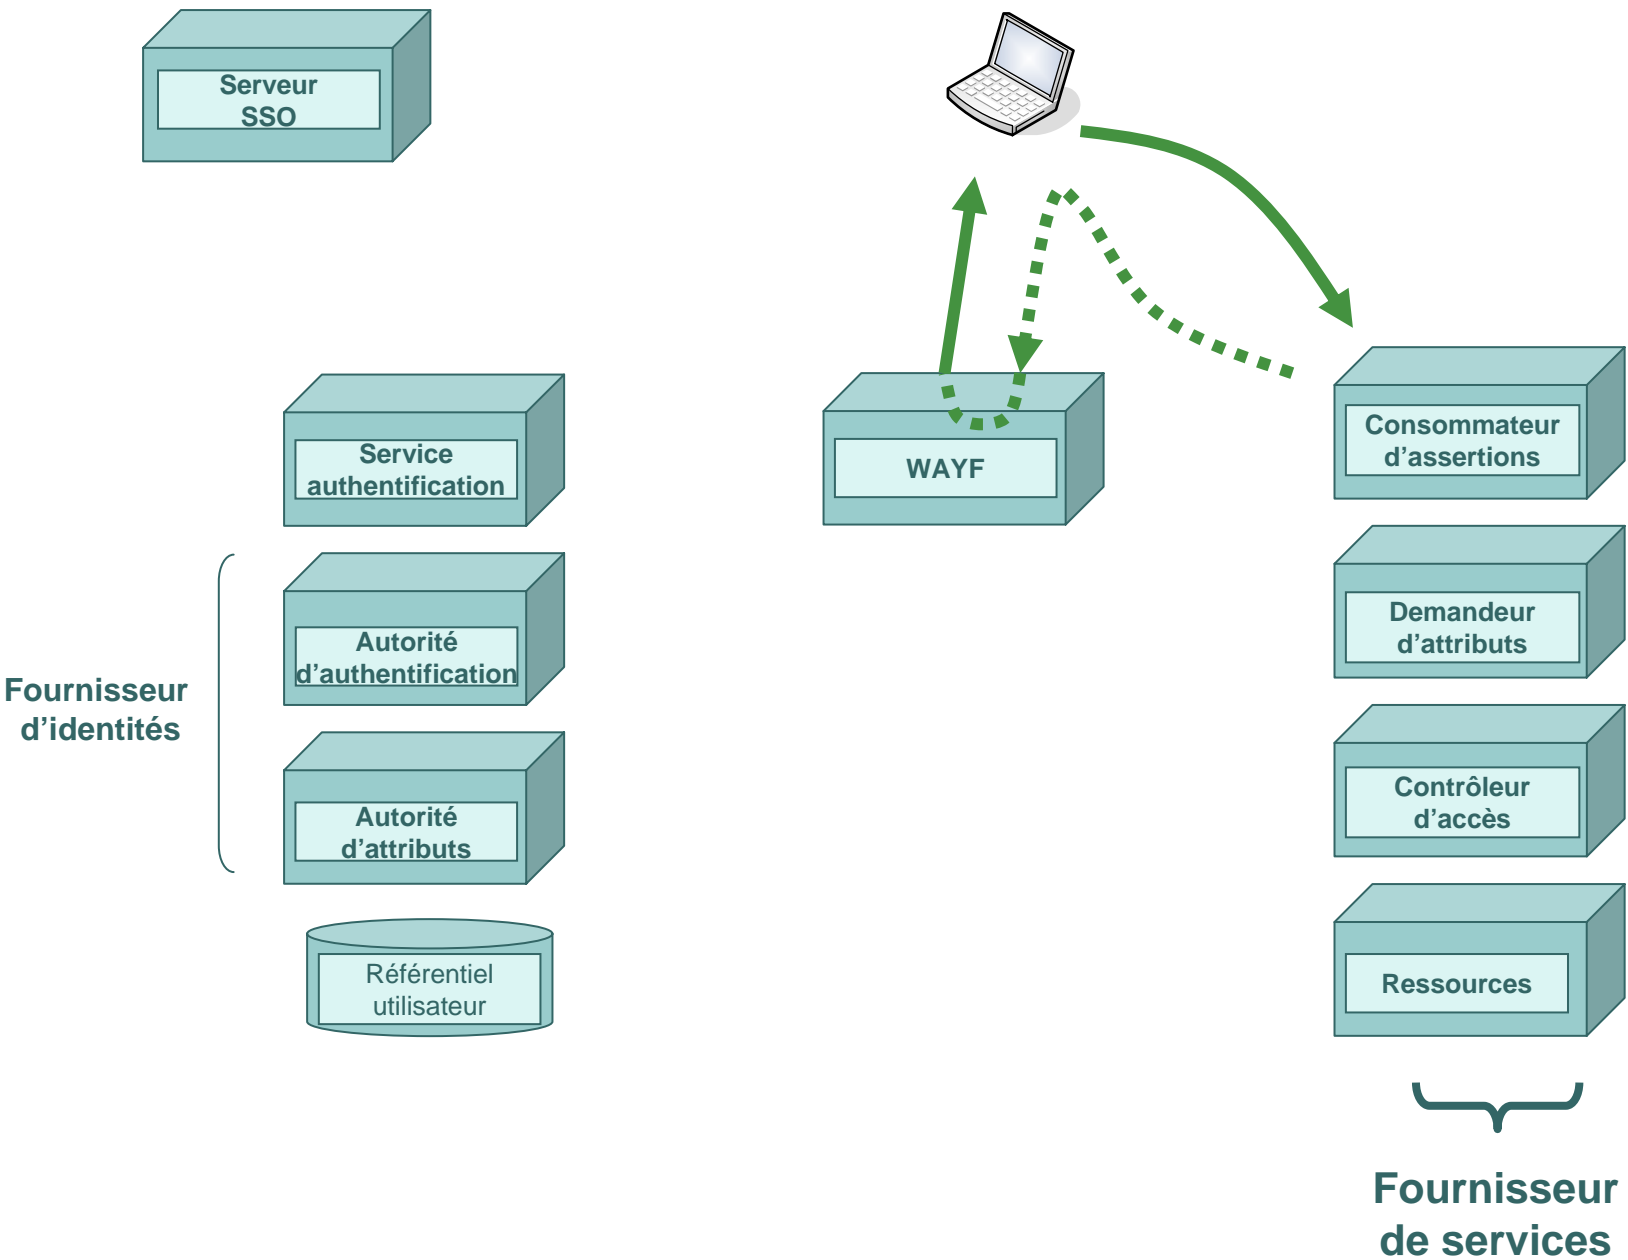 Serveur
SSO
Service
authentification
WAYF
Consommateur
d’assertions
Autorité
d’authentification
Demandeur
d’attributs
Fournisseur
d’identités
Autorité
d’attributs
Contrôleur
d’accès
Référentiel
utilisateur
Ressources
Fournisseur
de services